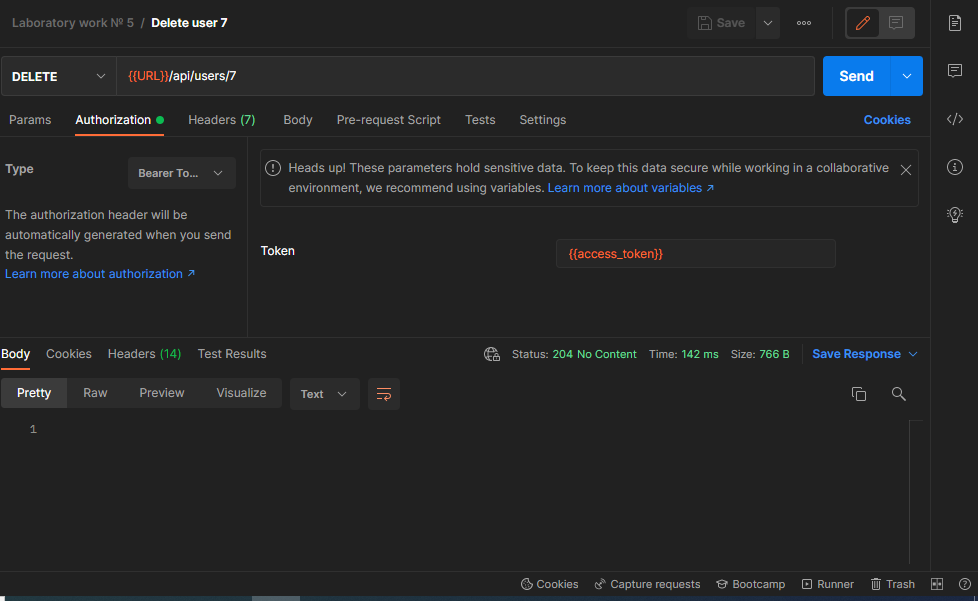 Laboratory work № 5 / Delete user 7
Save
DELETE
{{URL}}/api/users/7
Send
Params Authorization Headers (7) Body Pre-request Script Tests Settings Cookies
Type
Bearer To...
Heads up! These parameters hold sensitive data. To keep this data secure while working in a collaborative
environment, we recommend using variables. Learn more about variables ↗
The authorization header will be
automatically generated when you send
the request.
Learn more about authorization ↗
Token
{{access_token}}
Body Cookies Headers (14) Test Results
Status: 204 No Content Time: 142 ms Size: 766 B Save Response
Pretty Raw Preview Visualize Text
1
Cookies Capture requests Bootcamp Runner Trash